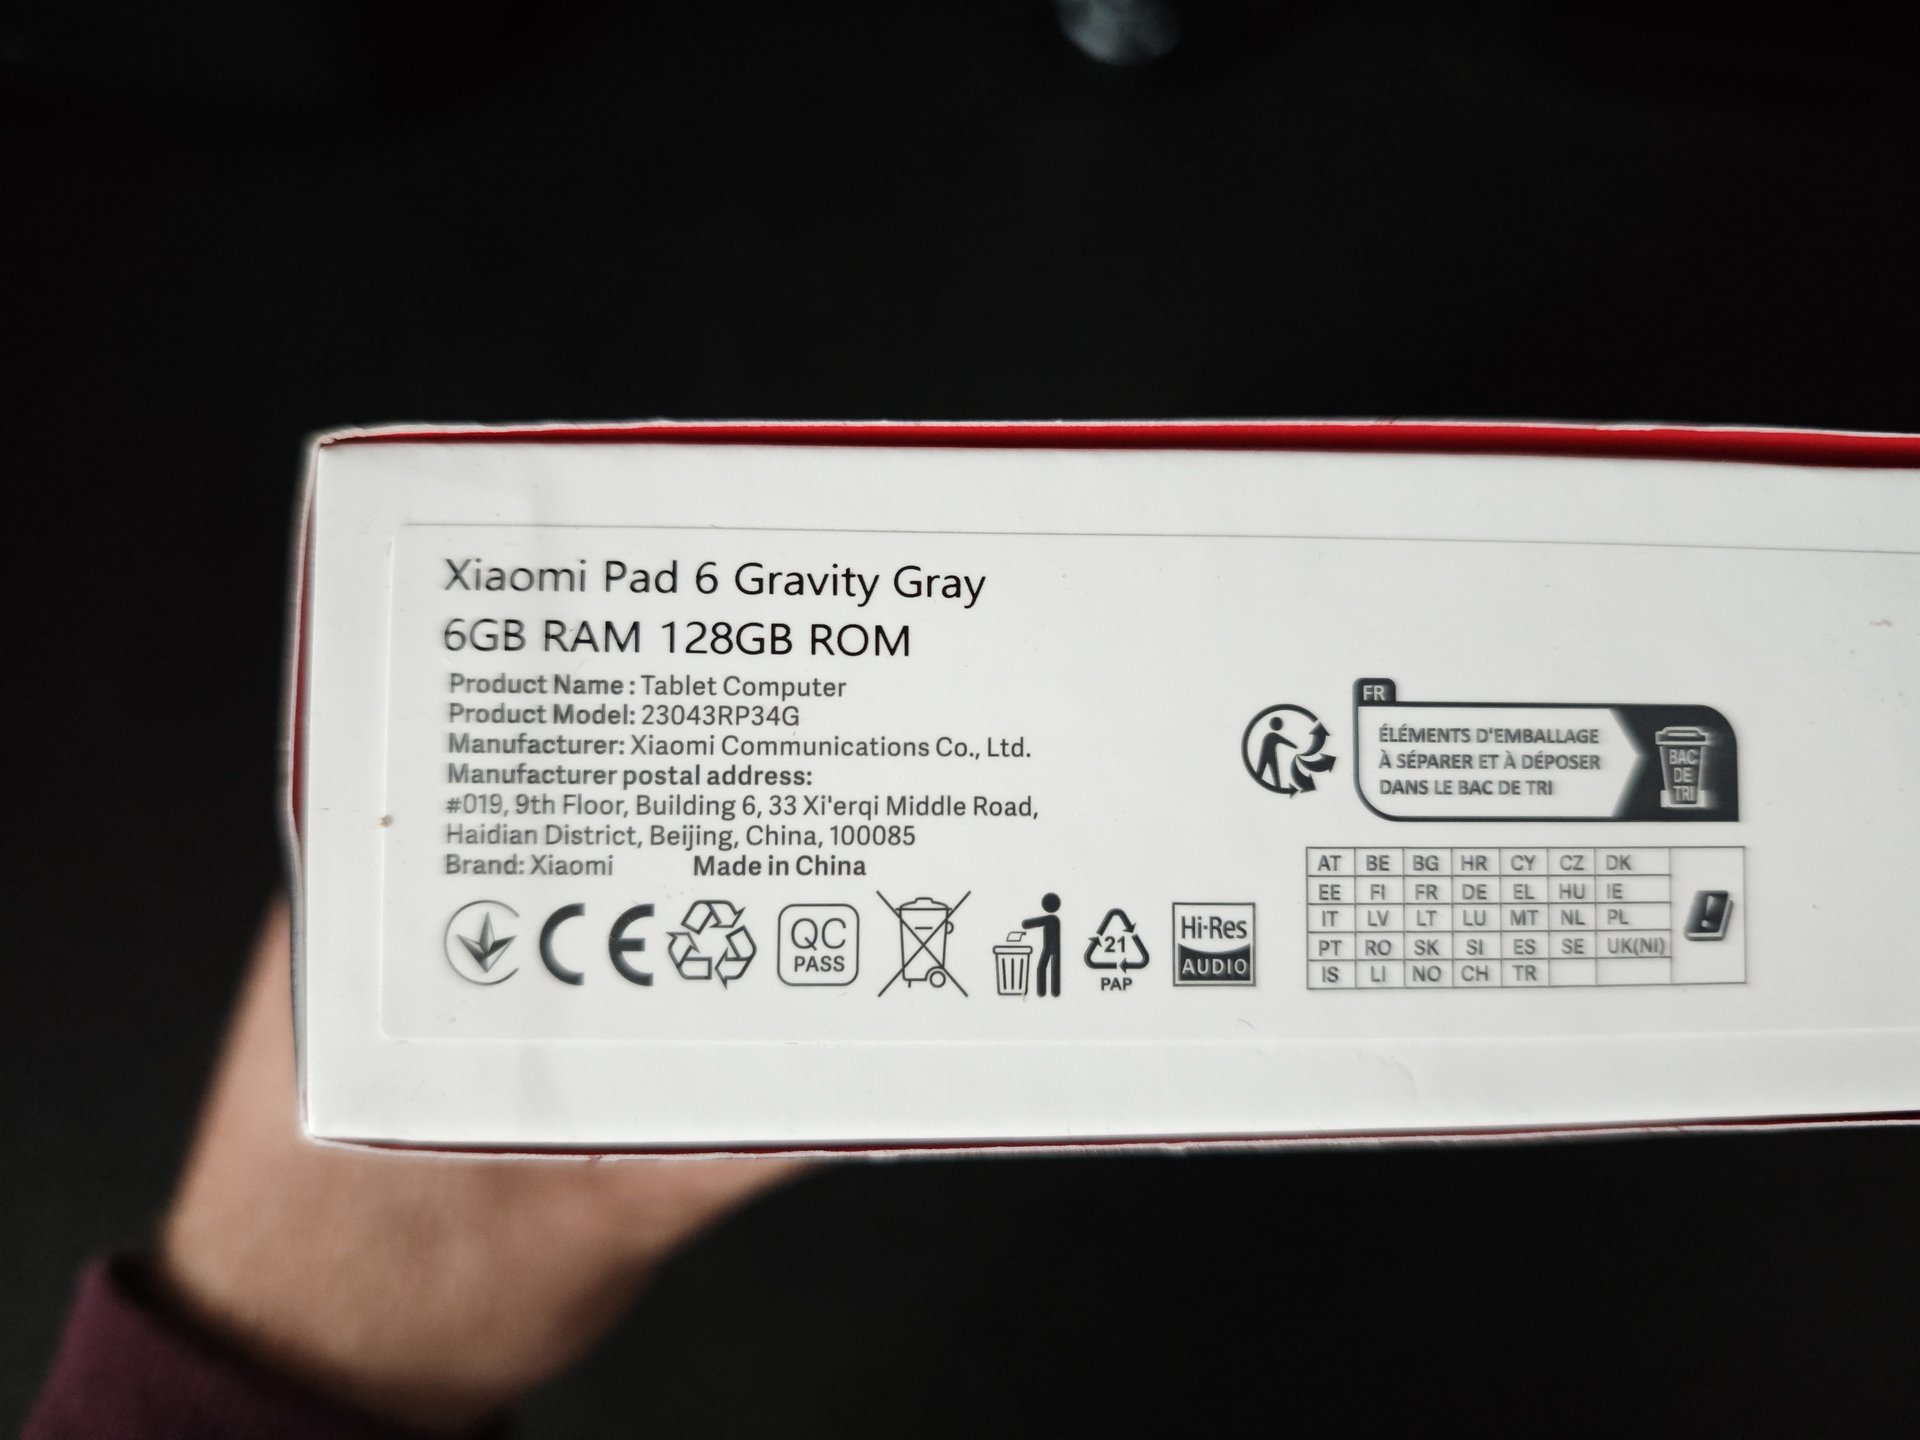 Xiaomi Pad 6 Gravity Gray
6GB RAM 128GB ROM
Product Name: Tablet Computer
Product Model: 23043RP34G
Manufacturer: Xiaomi Communications Co., Ltd.
Manufacturer postal address:
#019, 9th Floor, Building 6, 33 Xi'erqi Middle Road,
Haidian District, Beijing, China, 100085
Brand: Xiaomi Made in China
CE
QC
PASS
21
PAP
Hi-Res
AUDIO
FR
ÉLÉMENTS D'EMBALLAGE
À SÉPARER ET À DÉPOSER
DANS LE BAC DE TRI
BAC
DE
TRI
AT BE BG HR CY CZ DK
EE FI FR DE EL HU IE
IT LV LT LU MT NL PL
PT RO SK SI ES SE UK(NI)
IS LI NO CH TR